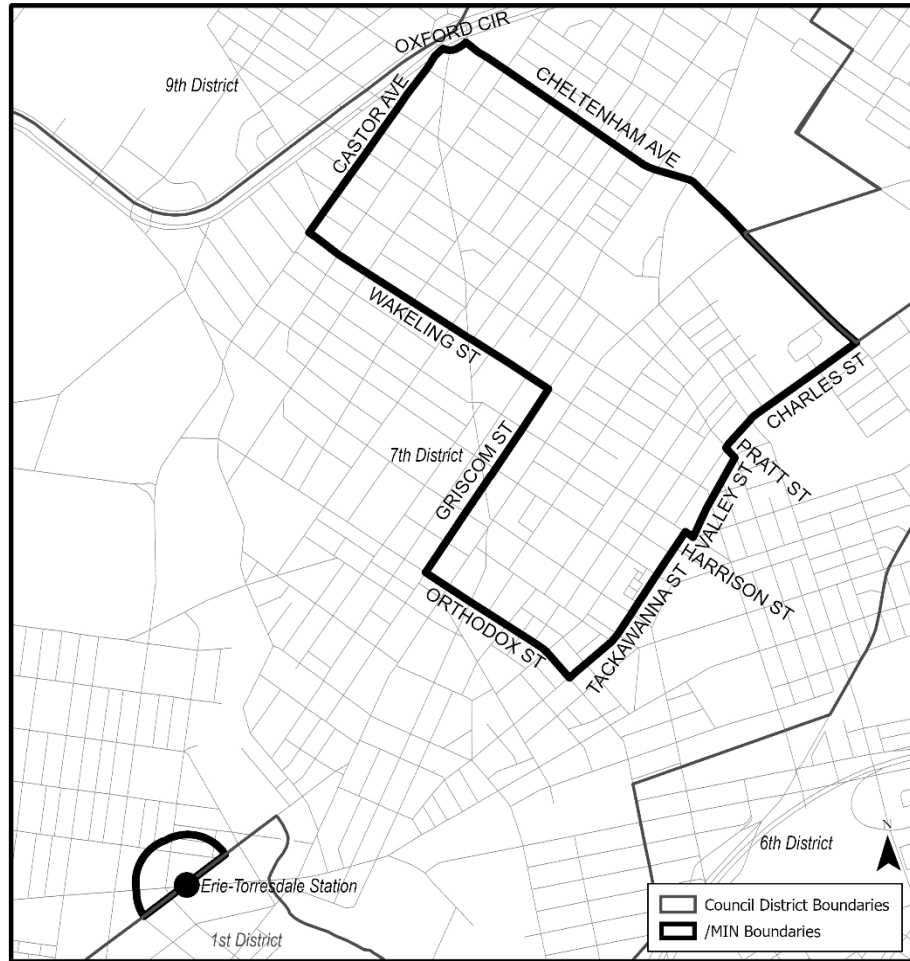 OXFORD CIR
9th District
CHELTENHAM AVE
CASTOR AVE
WAKELING ST
CHARLES ST
7th District
GRISCOM ST
PRATT ST
VALLEY ST
HARRISON ST
ORTHODOX ST
TACKAWANNA ST
N
6th District
Erie-Torresdale Station
1st District
Council District Boundaries
/MIN Boundaries